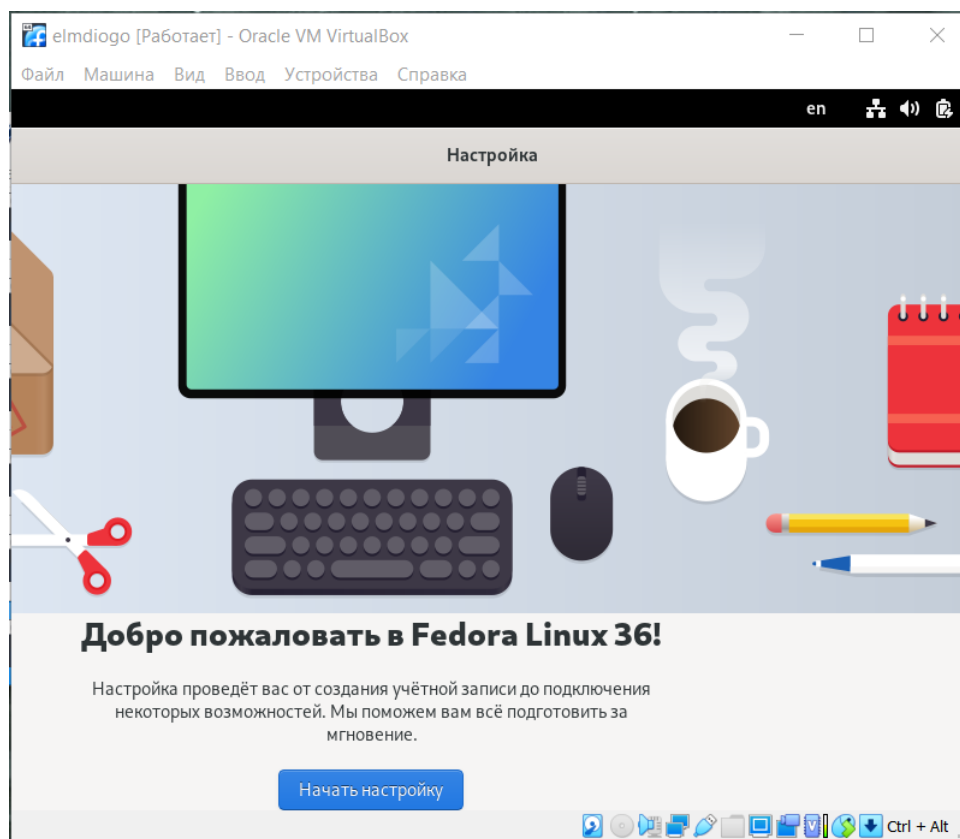 elmdiogo [Работает] - Oracle VM VirtualBox
Файл Машина Вид Ввод Устройства Справка
en
Настройка
Добро пожаловать в Fedora Linux 36!
Настройка проведёт вас от создания учётной записи до подключения
некоторых возможностей. Мы поможем вам всё подготовить за
мгновение.
Начать настройку
Ctrl + Alt